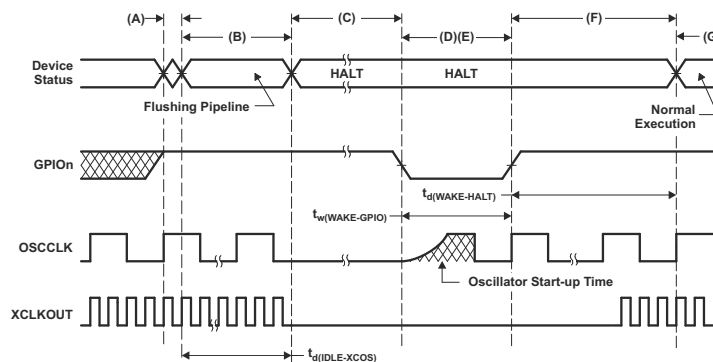 (A)
(B)
(C)
(D)(E)
(F)
(G
Device
Status
HALT
HALT
Flushing Pipeline
Normal
Execution
GPIOn
td(WAKE-HALT)
tw(WAKE-GPIO)
OSCCLK
Oscillator Start-up Time
XCLKOUT
td(IDLE-XCOS)